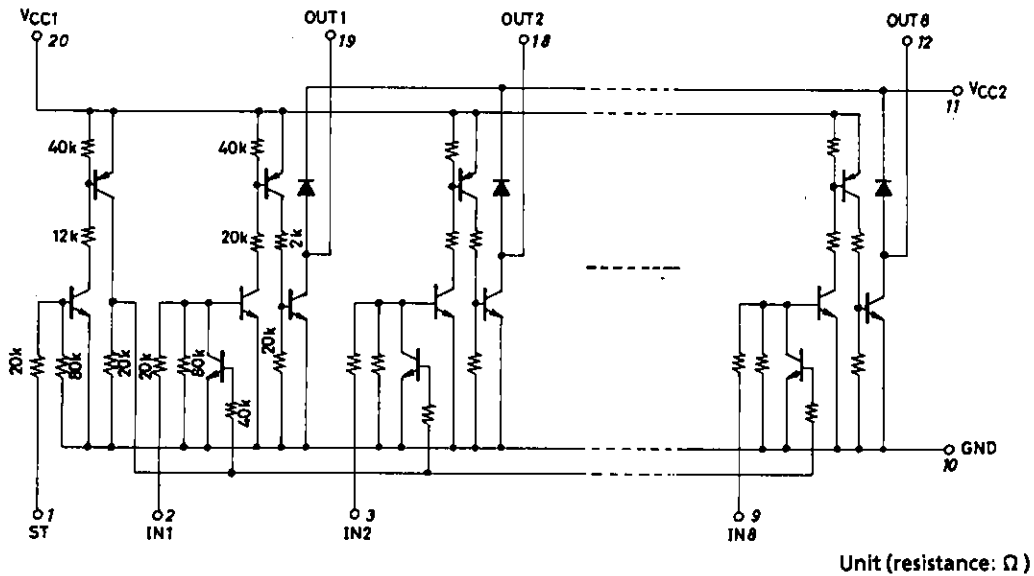 VCC1
20
OUT1
19
OUT2
18
OUT8
12
VCC2
11
40k
40k
12k
20k
2k
20k
80k
20k
20k
80k
20k
40k
GND
10
1
ST
2
IN1
3
IN2
9
IN8
Unit (resistance: Ω)